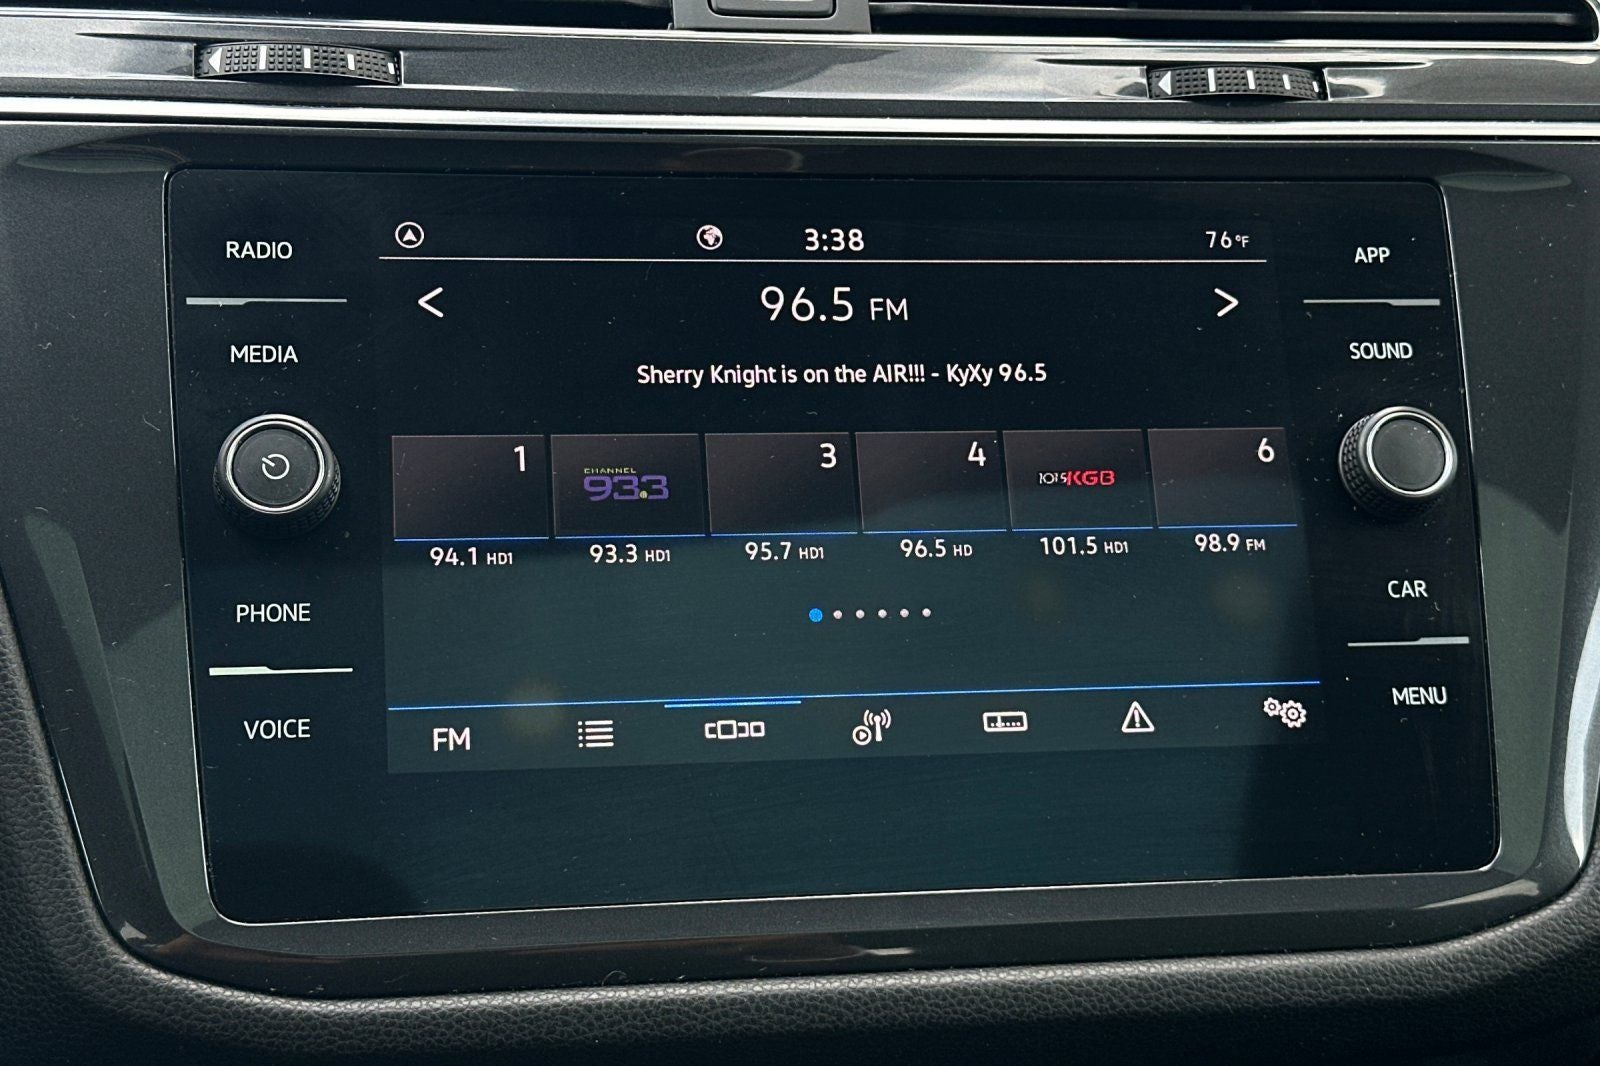 RADIO
MEDIA
PHONE
VOICE
3:38
76°F
96.5 FM
Sherry Knight is on the AIR!!! - KyXy 96.5
1
CHANNEL
93.3
3
4
101.5 KGB
6
94.1 HD1
93.3 HD1
95.7 HD1
96.5 HD
101.5 HD1
98.9 FM
FM
APP
SOUND
CAR
MENU